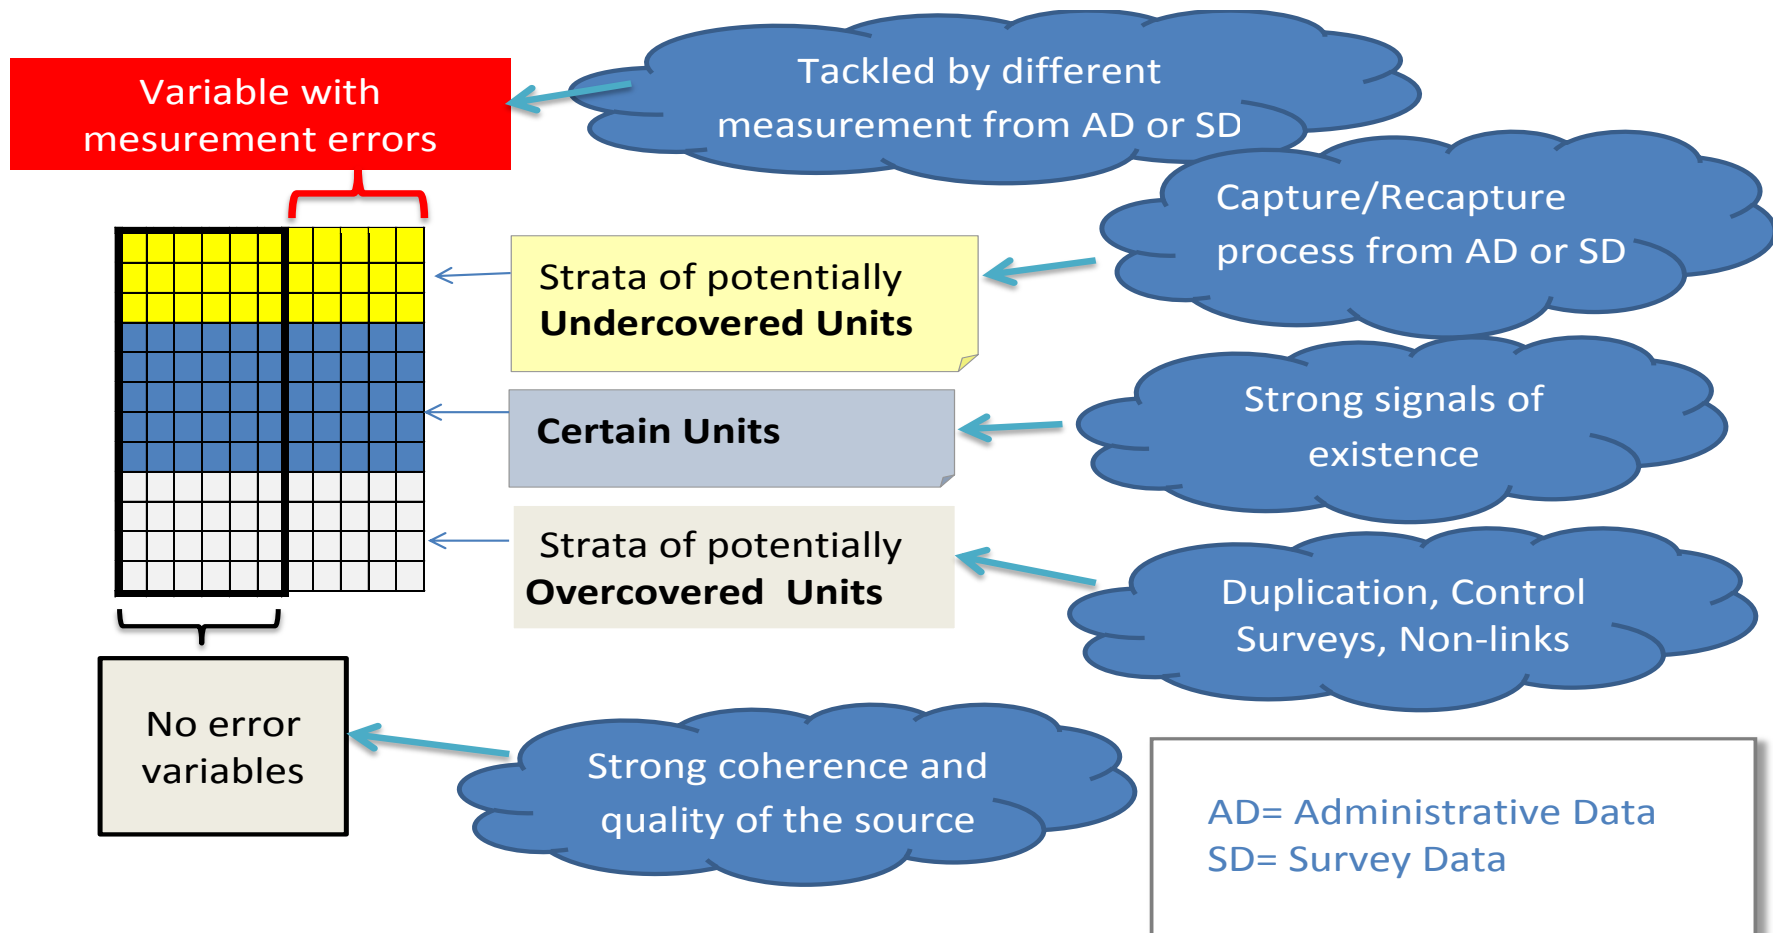 Variable with
mesurement errors
Tackled by different
measurement from AD or SD
Capture/Recapture
process from AD or SD
Strata of potentially
Undercovered Units
Certain Units
Strong signals of
existence
Strata of potentially
Overcovered Units
Duplication, Control
Surveys, Non-links
No error
variables
Strong coherence and
quality of the source
AD= Administrative Data
SD= Survey Data